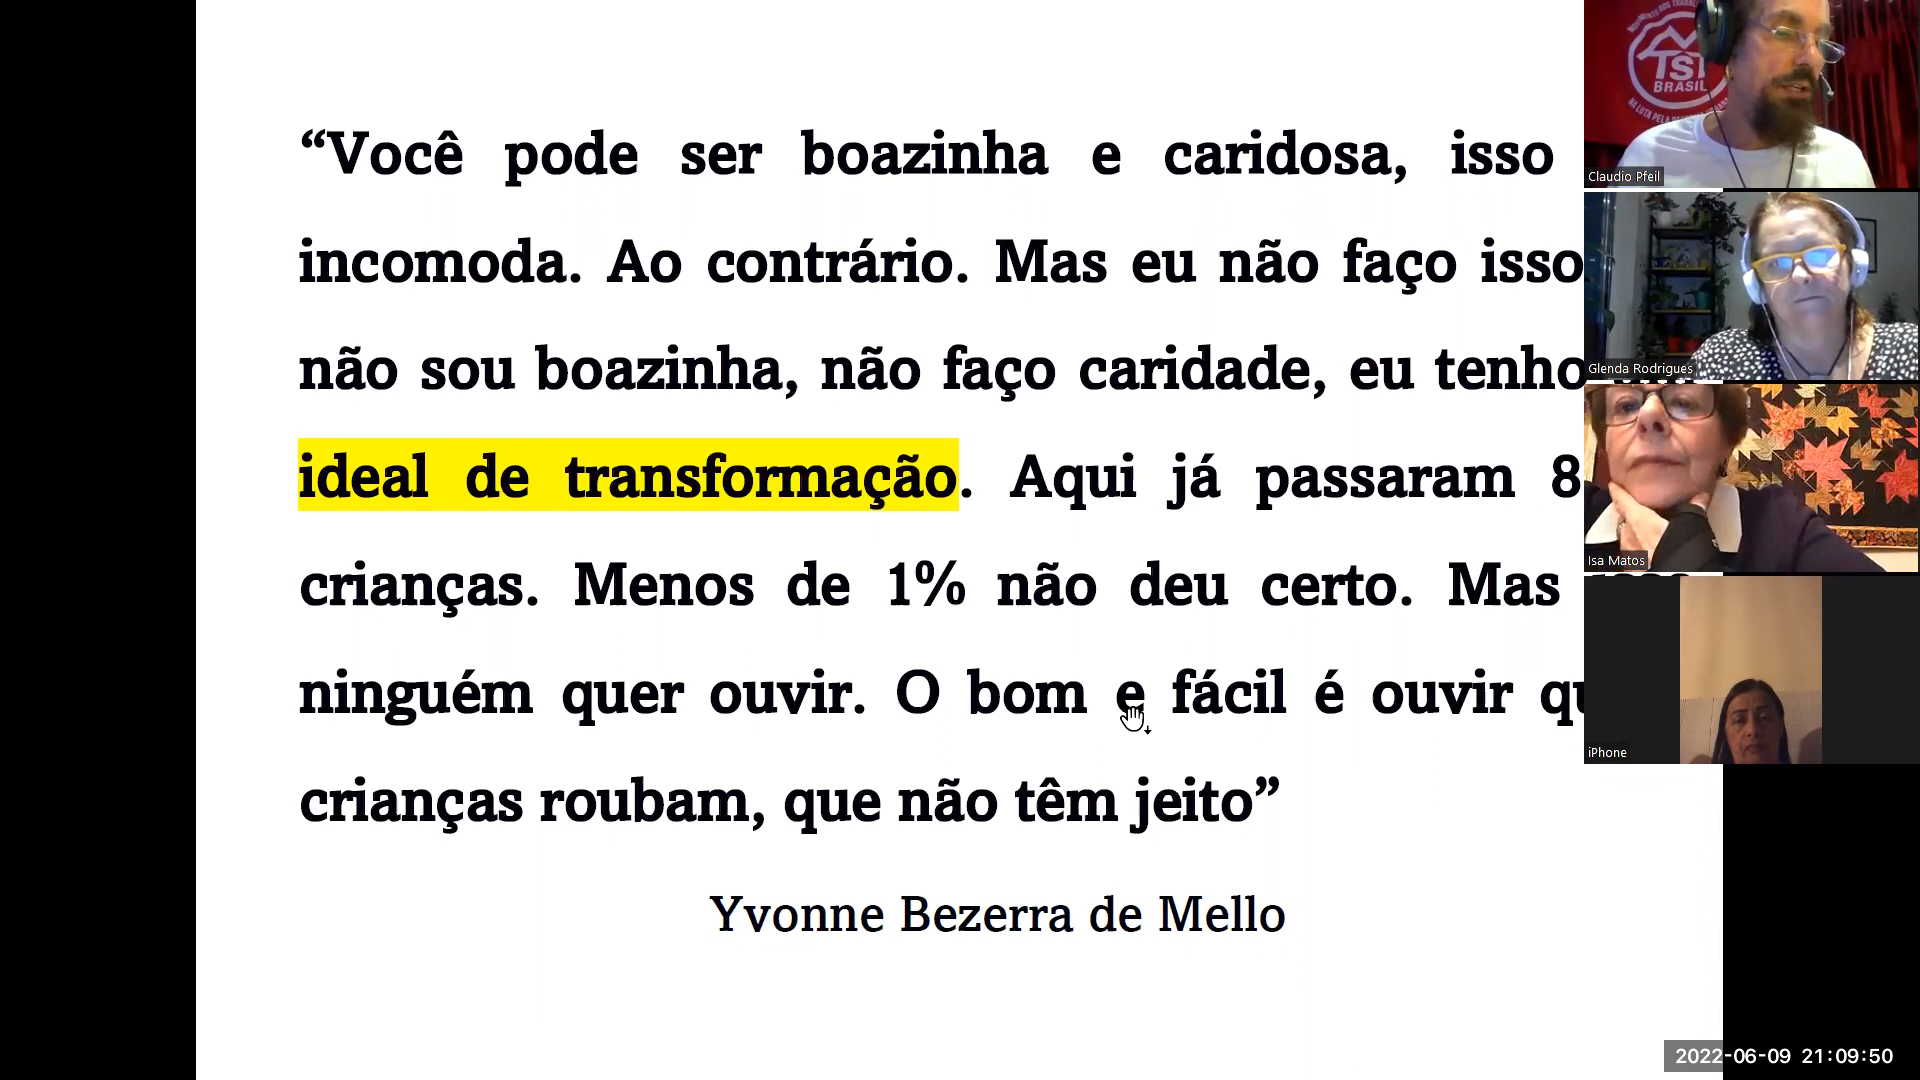 “Você pode ser boazinha e caridosa, isso
incomoda. Ao contrário. Mas eu não faço isso
não sou boazinha, não faço caridade, eu tenho
ideal de transformação. Aqui já passaram 8
crianças. Menos de 1% não deu certo. Mas
ninguém quer ouvir. O bom e fácil é ouvir
crianças roubam, que não têm jeito”
Yvonne Bezerra de Mello
TST
BRASIL
Claudio Pfeil
Glenda Rodrigues
Isa Matos
iPhone
2022-06-09 21:09:50